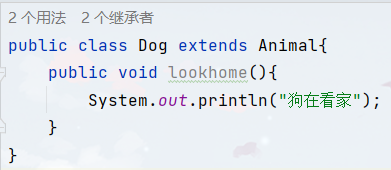 2 个用法   2 个继承者
public class Dog extends Animal{
    public void lookhome(){
        System.out.println("狗在看家");
    }
}